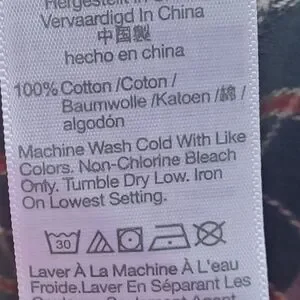 Hergestellt in
Vervaardigd In China
中国製
hecho en china
100% Cotton /Coton /
Baumwolle /Katoen /綿 /
algodón
Machine Wash Cold With Like
Colors. Non-Chlorine Bleach
Only. Tumble Dry Low. Iron
On Lowest Setting.
30
Laver À La Machine À L'eau
Froide.Laver En Séparant Les